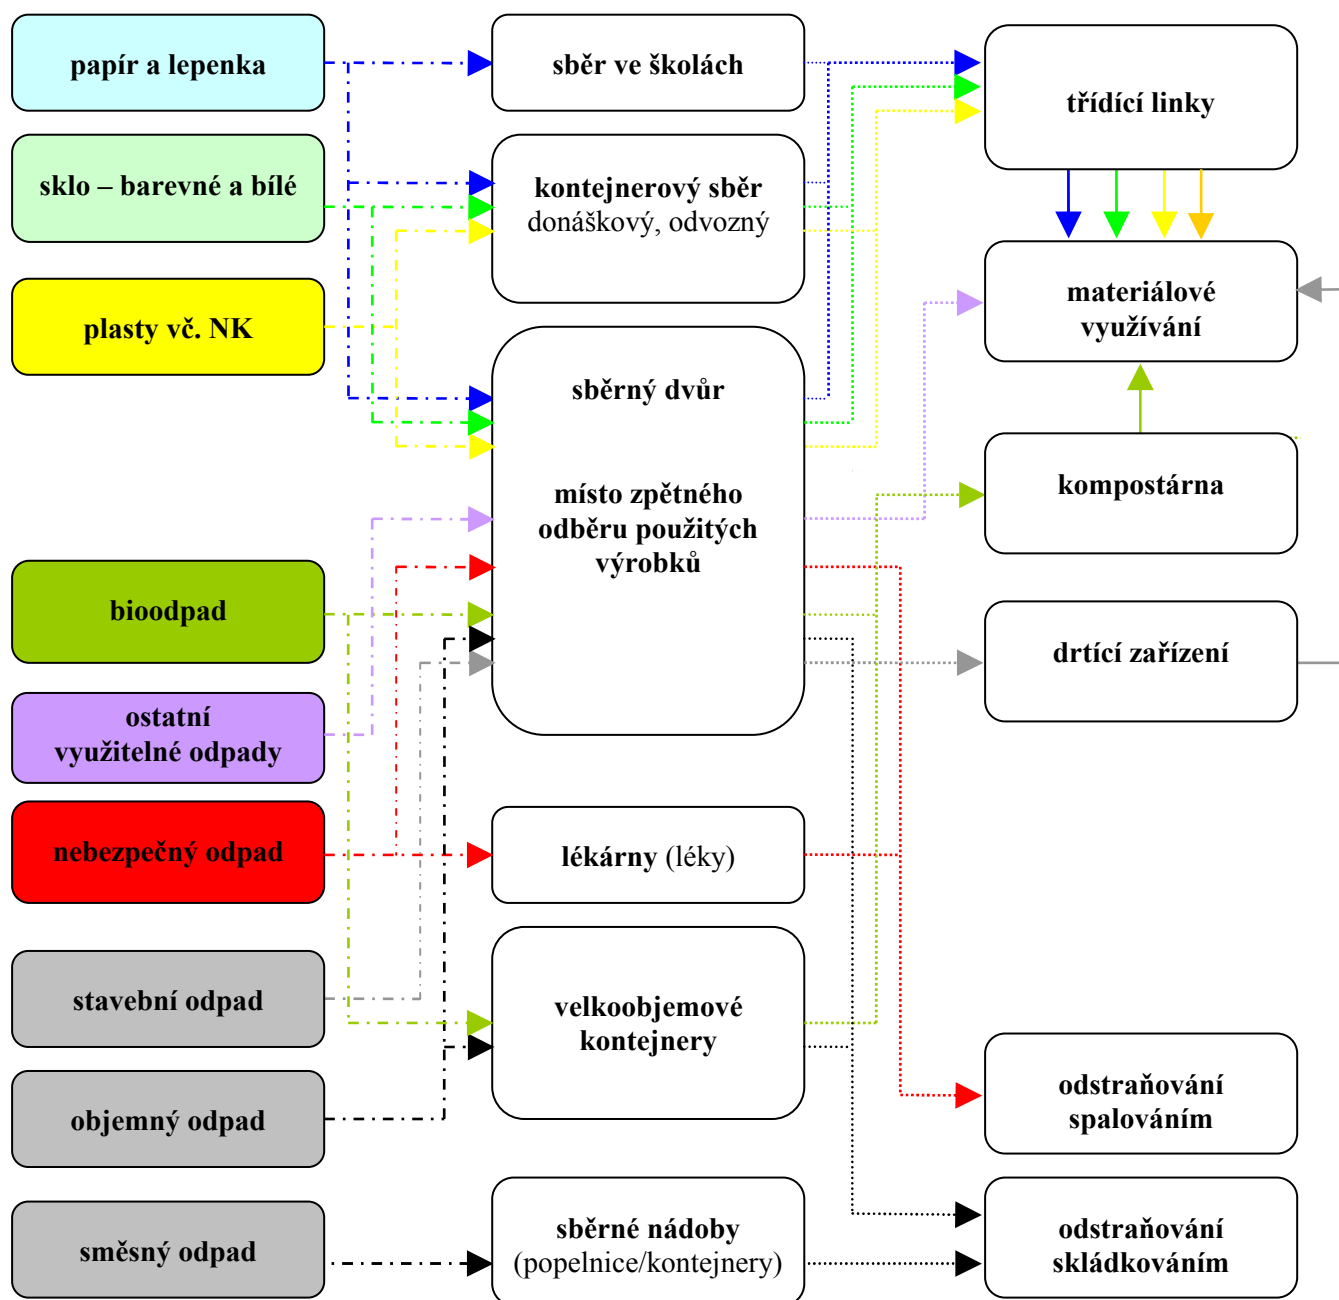 papír a lepenka
sklo – barevné a bílé
plasty vč. NK
bioodpad
ostatní
využitelné odpady
nebezpečný odpad
stavební odpad
objemný odpad
směsný odpad
sběr ve školách
kontejnerový sběr
donáškový, odvozný
sběrný dvůr
místo zpětného
odběru použitých
výrobků
lékárny (léky)
velkoobjemové
kontejnery
sběrné nádoby
(popelnice/kontejnery)
třídící linky
materiálové
využívání
kompostárna
drtící zařízení
odstraňování
spalováním
odstraňování
skládkováním